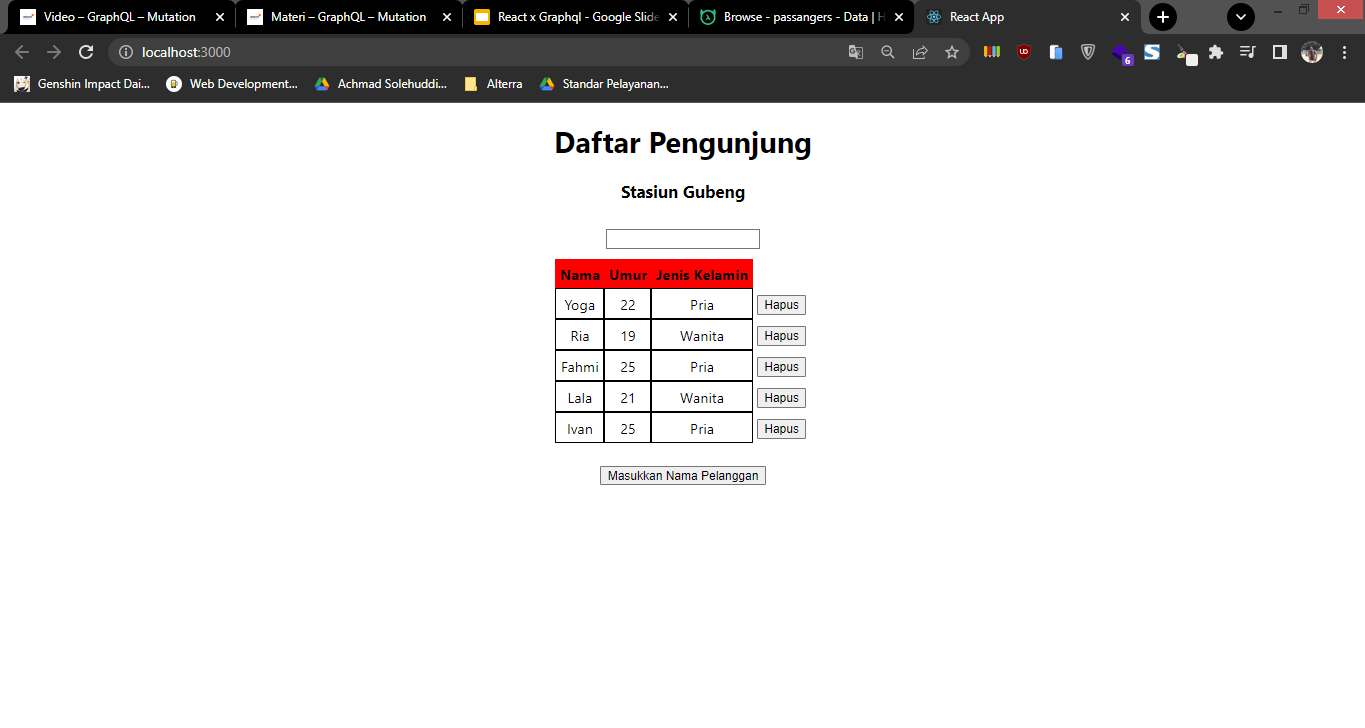 Video – GraphQL – Mutation
Materi – GraphQL – Mutation
React x Graphql - Google Slide
Browse - passangers - Data | H
React App
localhost:3000
UD
6
Genshin Impact Dai...
Web Development...
Achmad Solehuddi...
Alterra
Standar Pelayanan...
Daftar Pengunjung
Stasiun Gubeng
Nama Umur Jenis Kelamin
Yoga 22 Pria Hapus
Ria 19 Wanita Hapus
Fahmi 25 Pria Hapus
Lala 21 Wanita Hapus
Ivan 25 Pria Hapus
Masukkan Nama Pelanggan